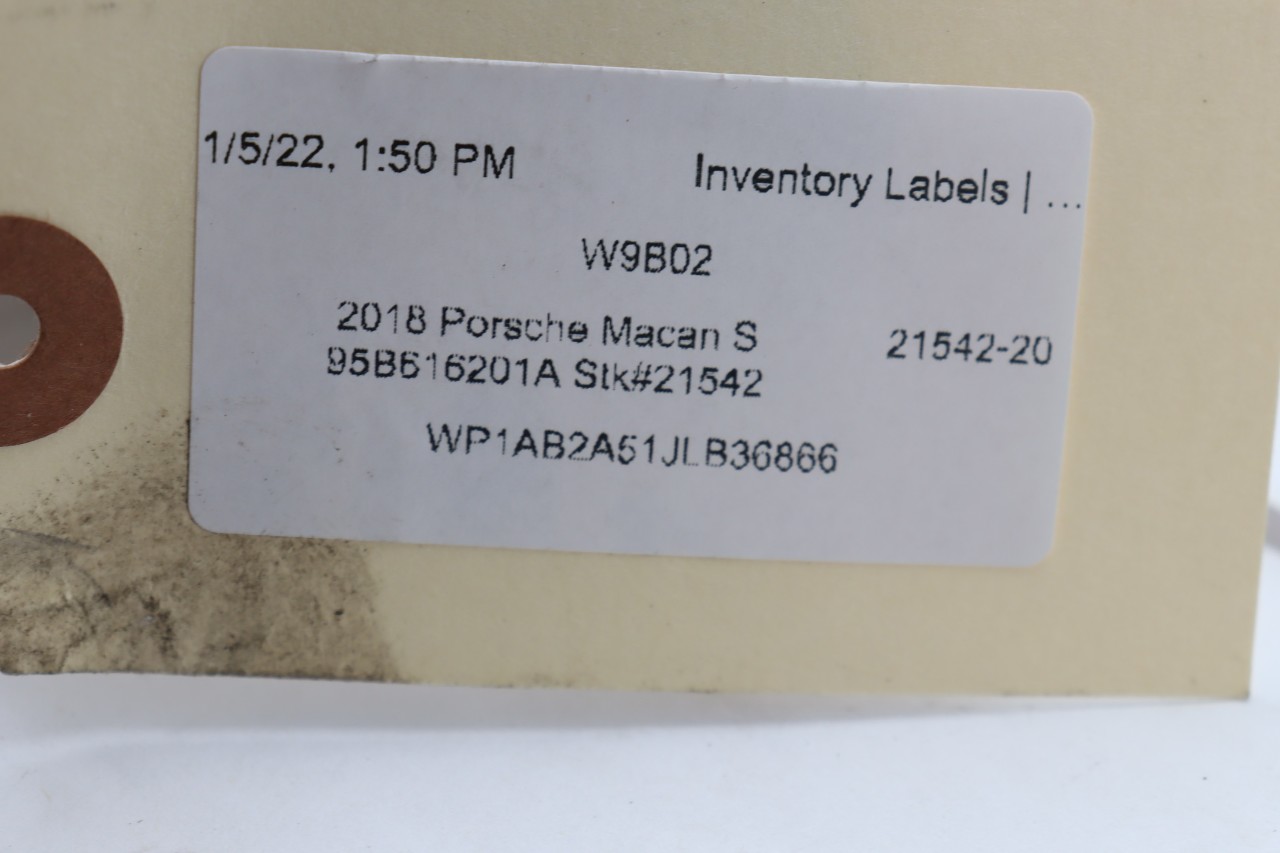 1/5/22, 1:50 PM Inventory Labels | ...
W9B02
2018 Porsche Macan S 21542-20
95B616201A Stk#21542
WP1AB2A51JLB36866